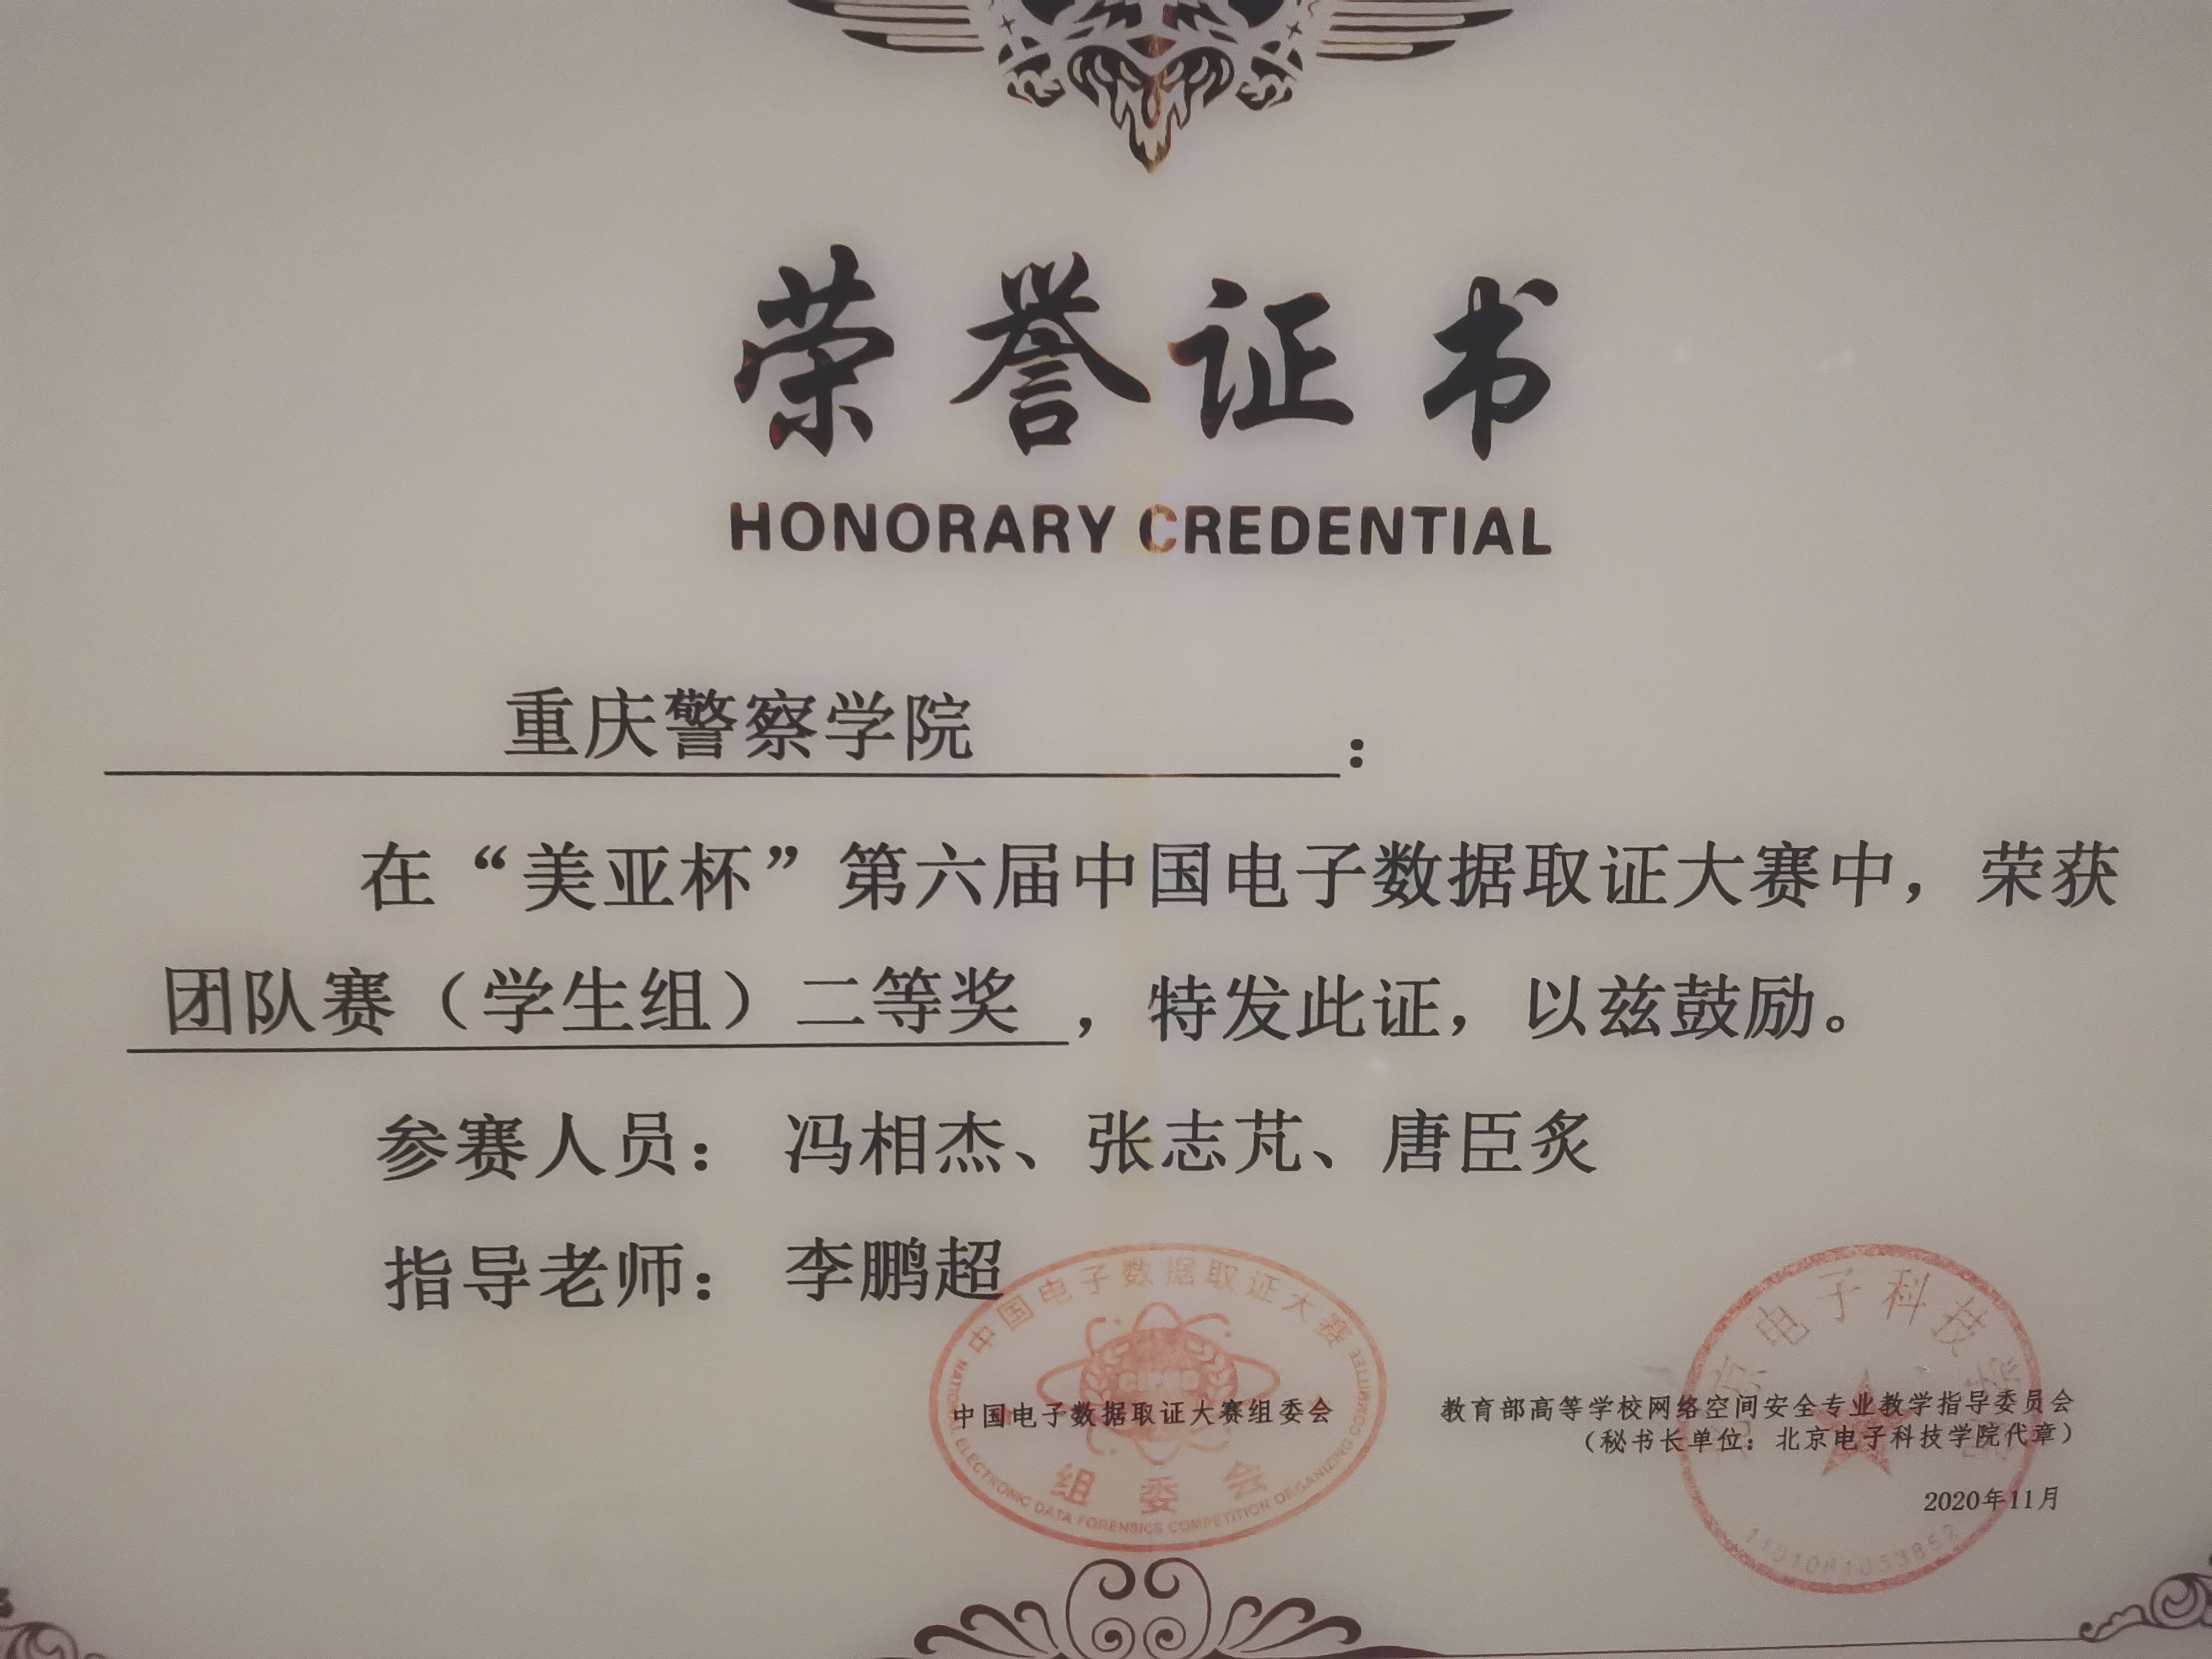 荣誉证书
HONORARY CREDENTIAL
重庆警察学院：
在“美亚杯”第六届中国电子数据取证大赛中，荣获
团队赛（学生组）二等奖，特发此证，以兹鼓励。
参赛人员： 冯相杰、张志芃、唐臣炙
指导老师： 李鹏超
中国电子数据取证大赛
中国电子数据取证大赛组委会
组委会
NATIONAL ELECTRONIC DATA FORENSICS COMPETITION ORGANIZING COMMITTEE
京电子科技学
教育部高等学校网络空间安全专业教学指导委员会
（秘书长单位：北京电子科技学院代章）
2020年11月